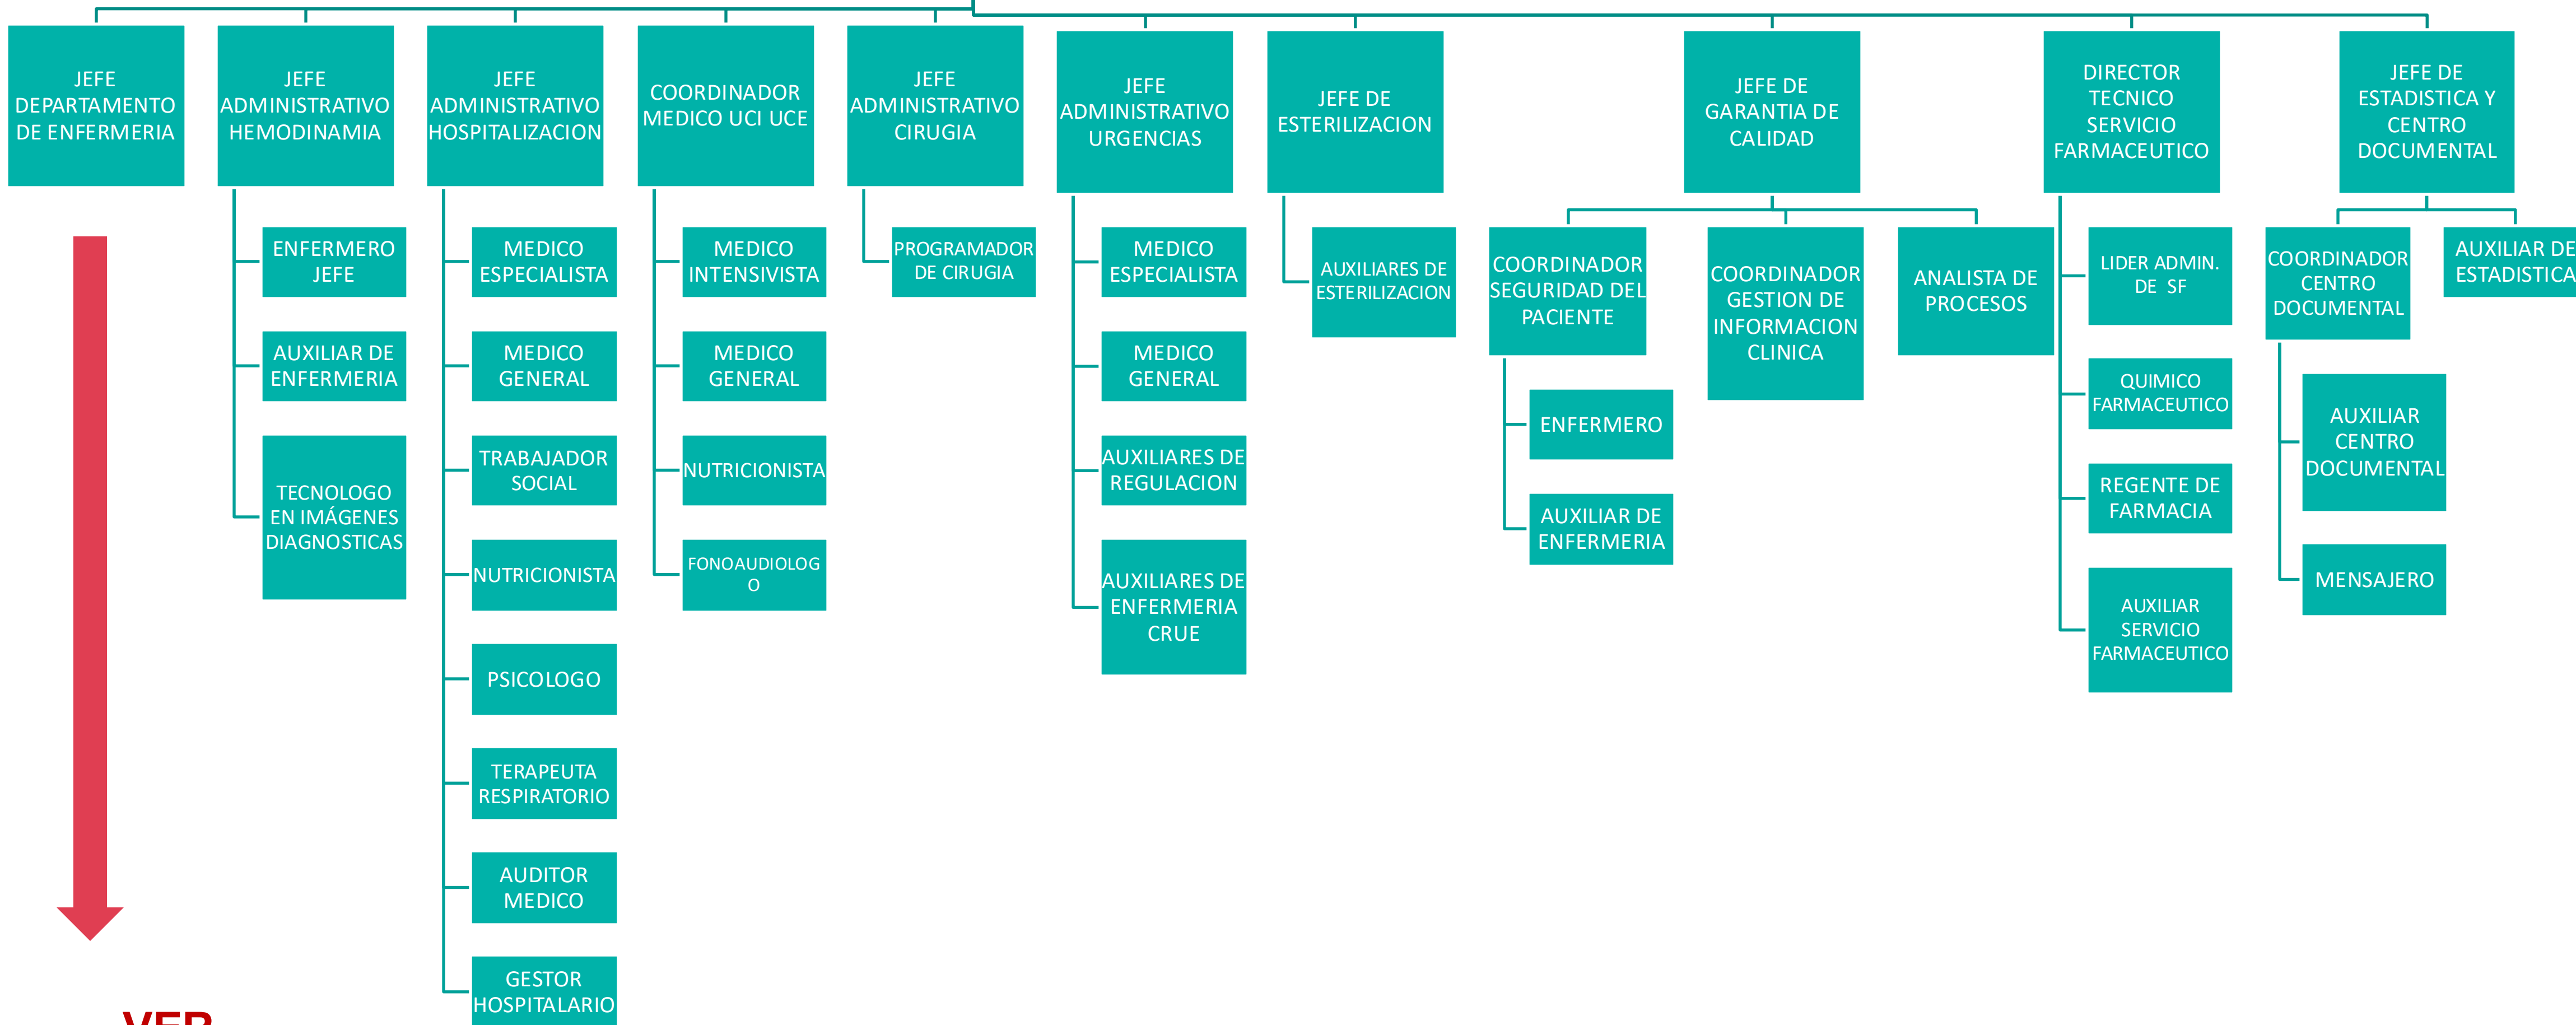 JEFE
DEPARTAMENTO
DE ENFERMERIA
JEFE
ADMINISTRATIVO
HEMODINAMIA
JEFE
ADMINISTRATIVO
HOSPITALIZACION
COORDINADOR
MEDICO UCI UCE
JEFE
ADMINISTRATIVO
CIRUGIA
JEFE
ADMINISTRATIVO
URGENCIAS
JEFE DE
ESTERILIZACION
JEFE DE
GARANTIA DE
CALIDAD
DIRECTOR
TECNICO
SERVICIO
FARMACEUTICO
JEFE DE
ESTADISTICA Y
CENTRO
DOCUMENTAL
ENFERMERO
JEFE
AUXILIAR DE
ENFERMERIA
TECNOLOGO
EN IMÁGENES
DIAGNOSTICAS
MEDICO
ESPECIALISTA
MEDICO
GENERAL
TRABAJADOR
SOCIAL
NUTRICIONISTA
PSICOLOGO
TERAPEUTA
RESPIRATORIO
AUDITOR
MEDICO
GESTOR
HOSPITALARIO
MEDICO
INTENSIVISTA
MEDICO
GENERAL
NUTRICIONISTA
FONOAUDIOLOG
O
PROGRAMADOR
DE CIRUGIA
MEDICO
ESPECIALISTA
MEDICO
GENERAL
AUXILIARES DE
REGULACION
AUXILIARES DE
ENFERMERIA
CRUE
AUXILIARES DE
ESTERILIZACION
COORDINADOR
SEGURIDAD DEL
PACIENTE
ENFERMERO
AUXILIAR DE
ENFERMERIA
COORDINADOR
GESTION DE
INFORMACION
CLINICA
ANALISTA DE
PROCESOS
LIDER ADMIN.
DE SF
QUIMICO
FARMACEUTICO
REGENTE DE
FARMACIA
AUXILIAR
SERVICIO
FARMACEUTICO
COORDINADOR
CENTRO
DOCUMENTAL
AUXILIAR
CENTRO
DOCUMENTAL
MENSAJERO
AUXILIAR DE
ESTADISTICA
VER